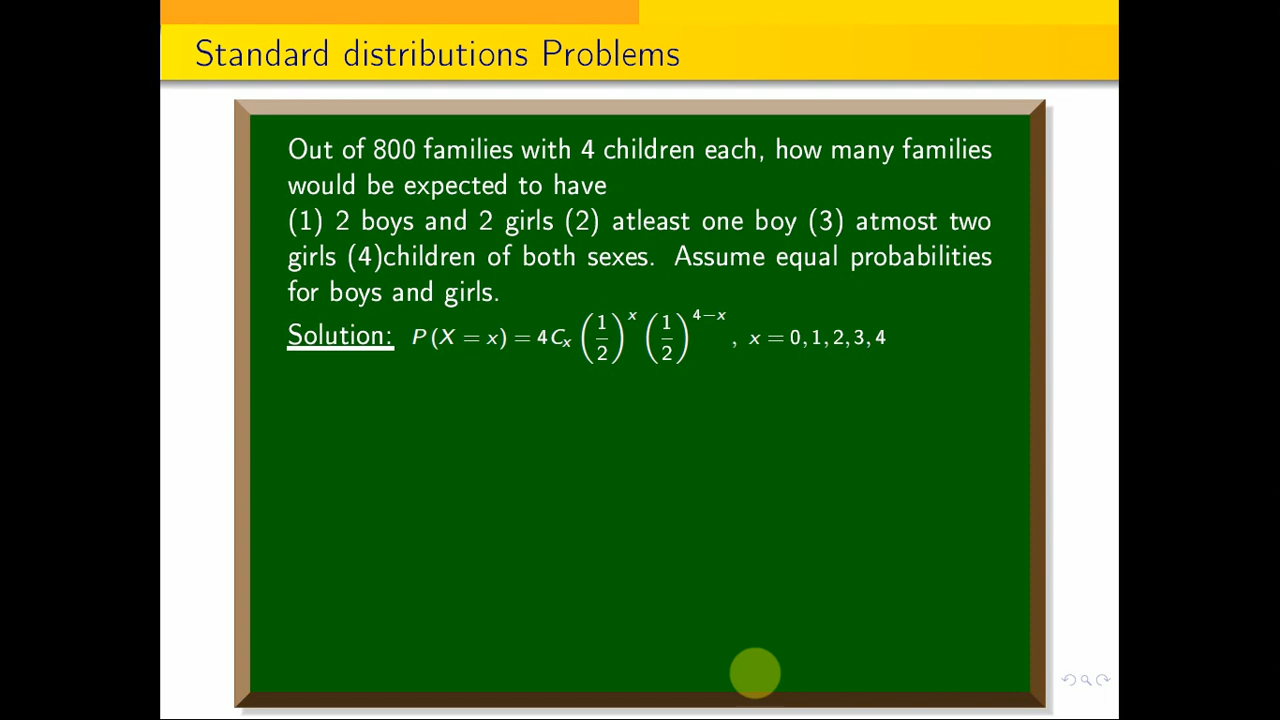 Standard distributions Problems
Out of 800 families with 4 children each, how many families
would be expected to have
(1) 2 boys and 2 girls (2) atleast one boy (3) atmost two
girls (4)children of both sexes. Assume equal probabilities
for boys and girls.
Solution: P(X = x) = 4Cₓ (1/2)^x (1/2)^(4−x), x = 0, 1, 2, 3, 4